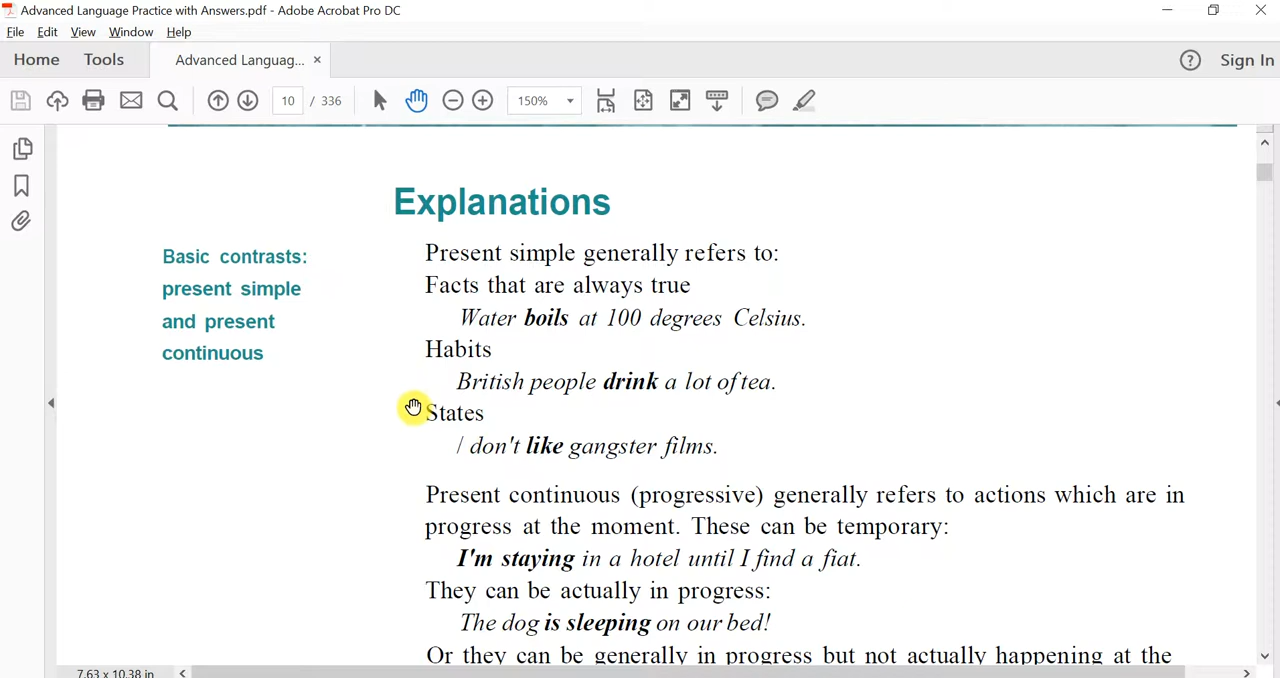 Advanced Language Practice with Answers.pdf - Adobe Acrobat Pro DC
File Edit View Window Help
Home Tools Advanced Languag... × ? Sign In
10 / 336 150%
Explanations
Basic contrasts:
present simple
and present
continuous
Present simple generally refers to:
Facts that are always true
Water boils at 100 degrees Celsius.
Habits
British people drink a lot of tea.
States
/ don't like gangster films.
Present continuous (progressive) generally refers to actions which are in
progress at the moment. These can be temporary:
I'm staying in a hotel until I find a fiat.
They can be actually in progress:
The dog is sleeping on our bed!
Or they can be generally in progress but not actually happening at the
7.63 x 10.38 in